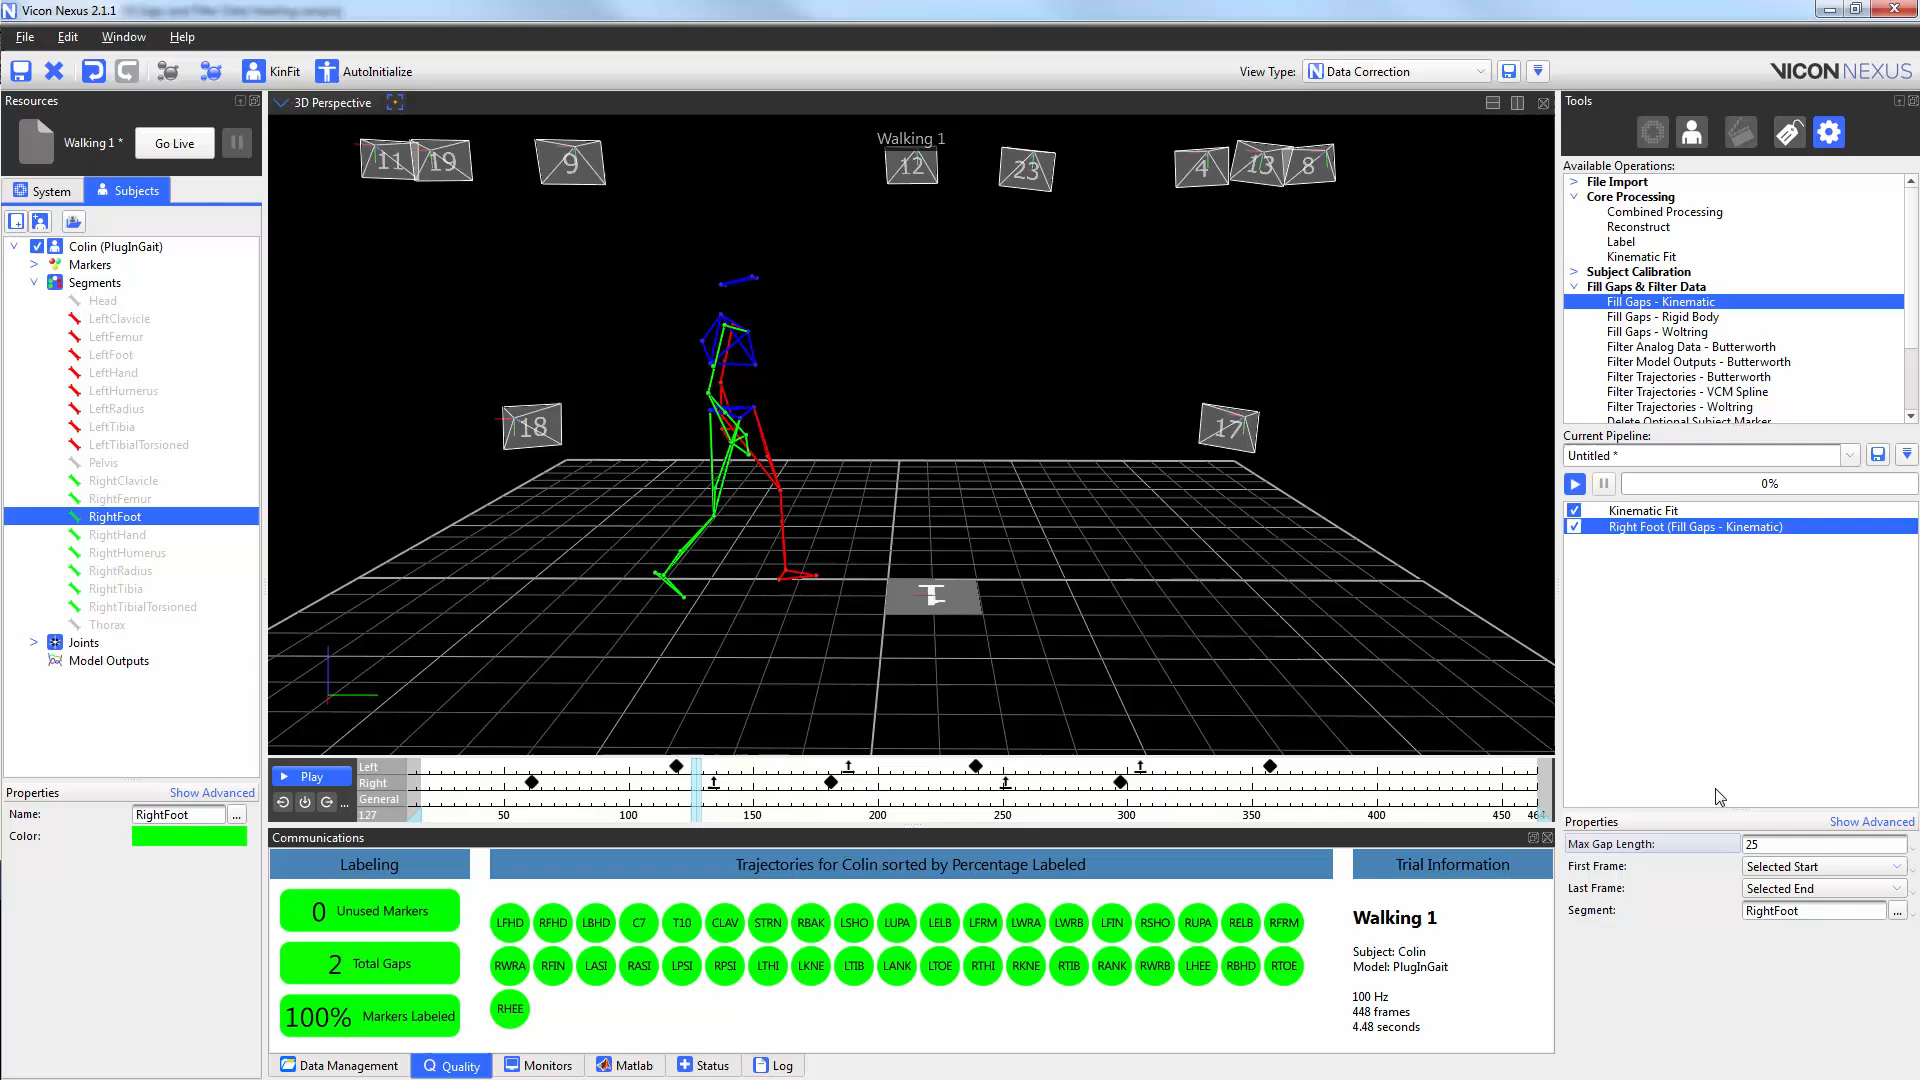 Vicon Nexus 2.1.1
File Edit Window Help
KinFit AutoInitialize
View Type: Data Correction
VICON NEXUS
Resources
Walling 1 * Go Live
System Subjects
Colin (PlugInGait)
Markers
Segments
Head
LeftClavicle
LeftFemur
LeftFoot
LeftHand
LeftHumerus
LeftRadius
LeftTibia
LeftTibialTorsioned
Pelvis
RightClavicle
RightFemur
RightFoot
RightHand
RightHumerus
RightRadius
RightTibia
RightTibialTorsioned
Thorax
Joints
Model Outputs
Properties Show Advanced
Name: RightFoot ...
Color:
3D Perspective
Walking 1
11 19 9 12 23 4 13 8
18 17
Play
Left
Right
General
127 50 100 150 200 250 300 350 400 450 464
Communications
Labeling
0 Unused Markers
2 Total Gaps
100% Markers Labeled
Trajectories for Colin sorted by Percentage Labeled
LFHD RFHD LBHD C7 T10 CLAV STRN RBAK LSHO LUPA LELB LFRM LWRA LWRB LFIN RSHO RUPA RELB RFRM
RWRA RFIN LASI RASI LPSI RPSI LTHI LKNE LTIB LANK LTOE RTHI RKNE RTIB RANK RWRB LHEE RBHD RTOE
RHEE
Trial Information
Walking 1
Subject: Colin
Model: PlugInGait
100 Hz
448 frames
4.48 seconds
Data Management Quality Monitors Matlab Status Log
Tools
Available Operations:
File Import
Core Processing
Combined Processing
Reconstruct
Label
Kinematic Fit
Subject Calibration
Fill Gaps & Filter Data
Fill Gaps - Kinematic
Fill Gaps - Rigid Body
Fill Gaps - Woltring
Filter Analog Data - Butterworth
Filter Model Outputs - Butterworth
Filter Trajectories - Butterworth
Filter Trajectories - VCM Spline
Filter Trajectories - Woltring
Delete Optional Subject Marker
Current Pipeline:
Untitled *
0%
Kinematic Fit
Right Foot (Fill Gaps - Kinematic)
Properties Show Advanced
Max Gap Length: 25
First Frame: Selected Start
Last Frame: Selected End
Segment: RightFoot ...